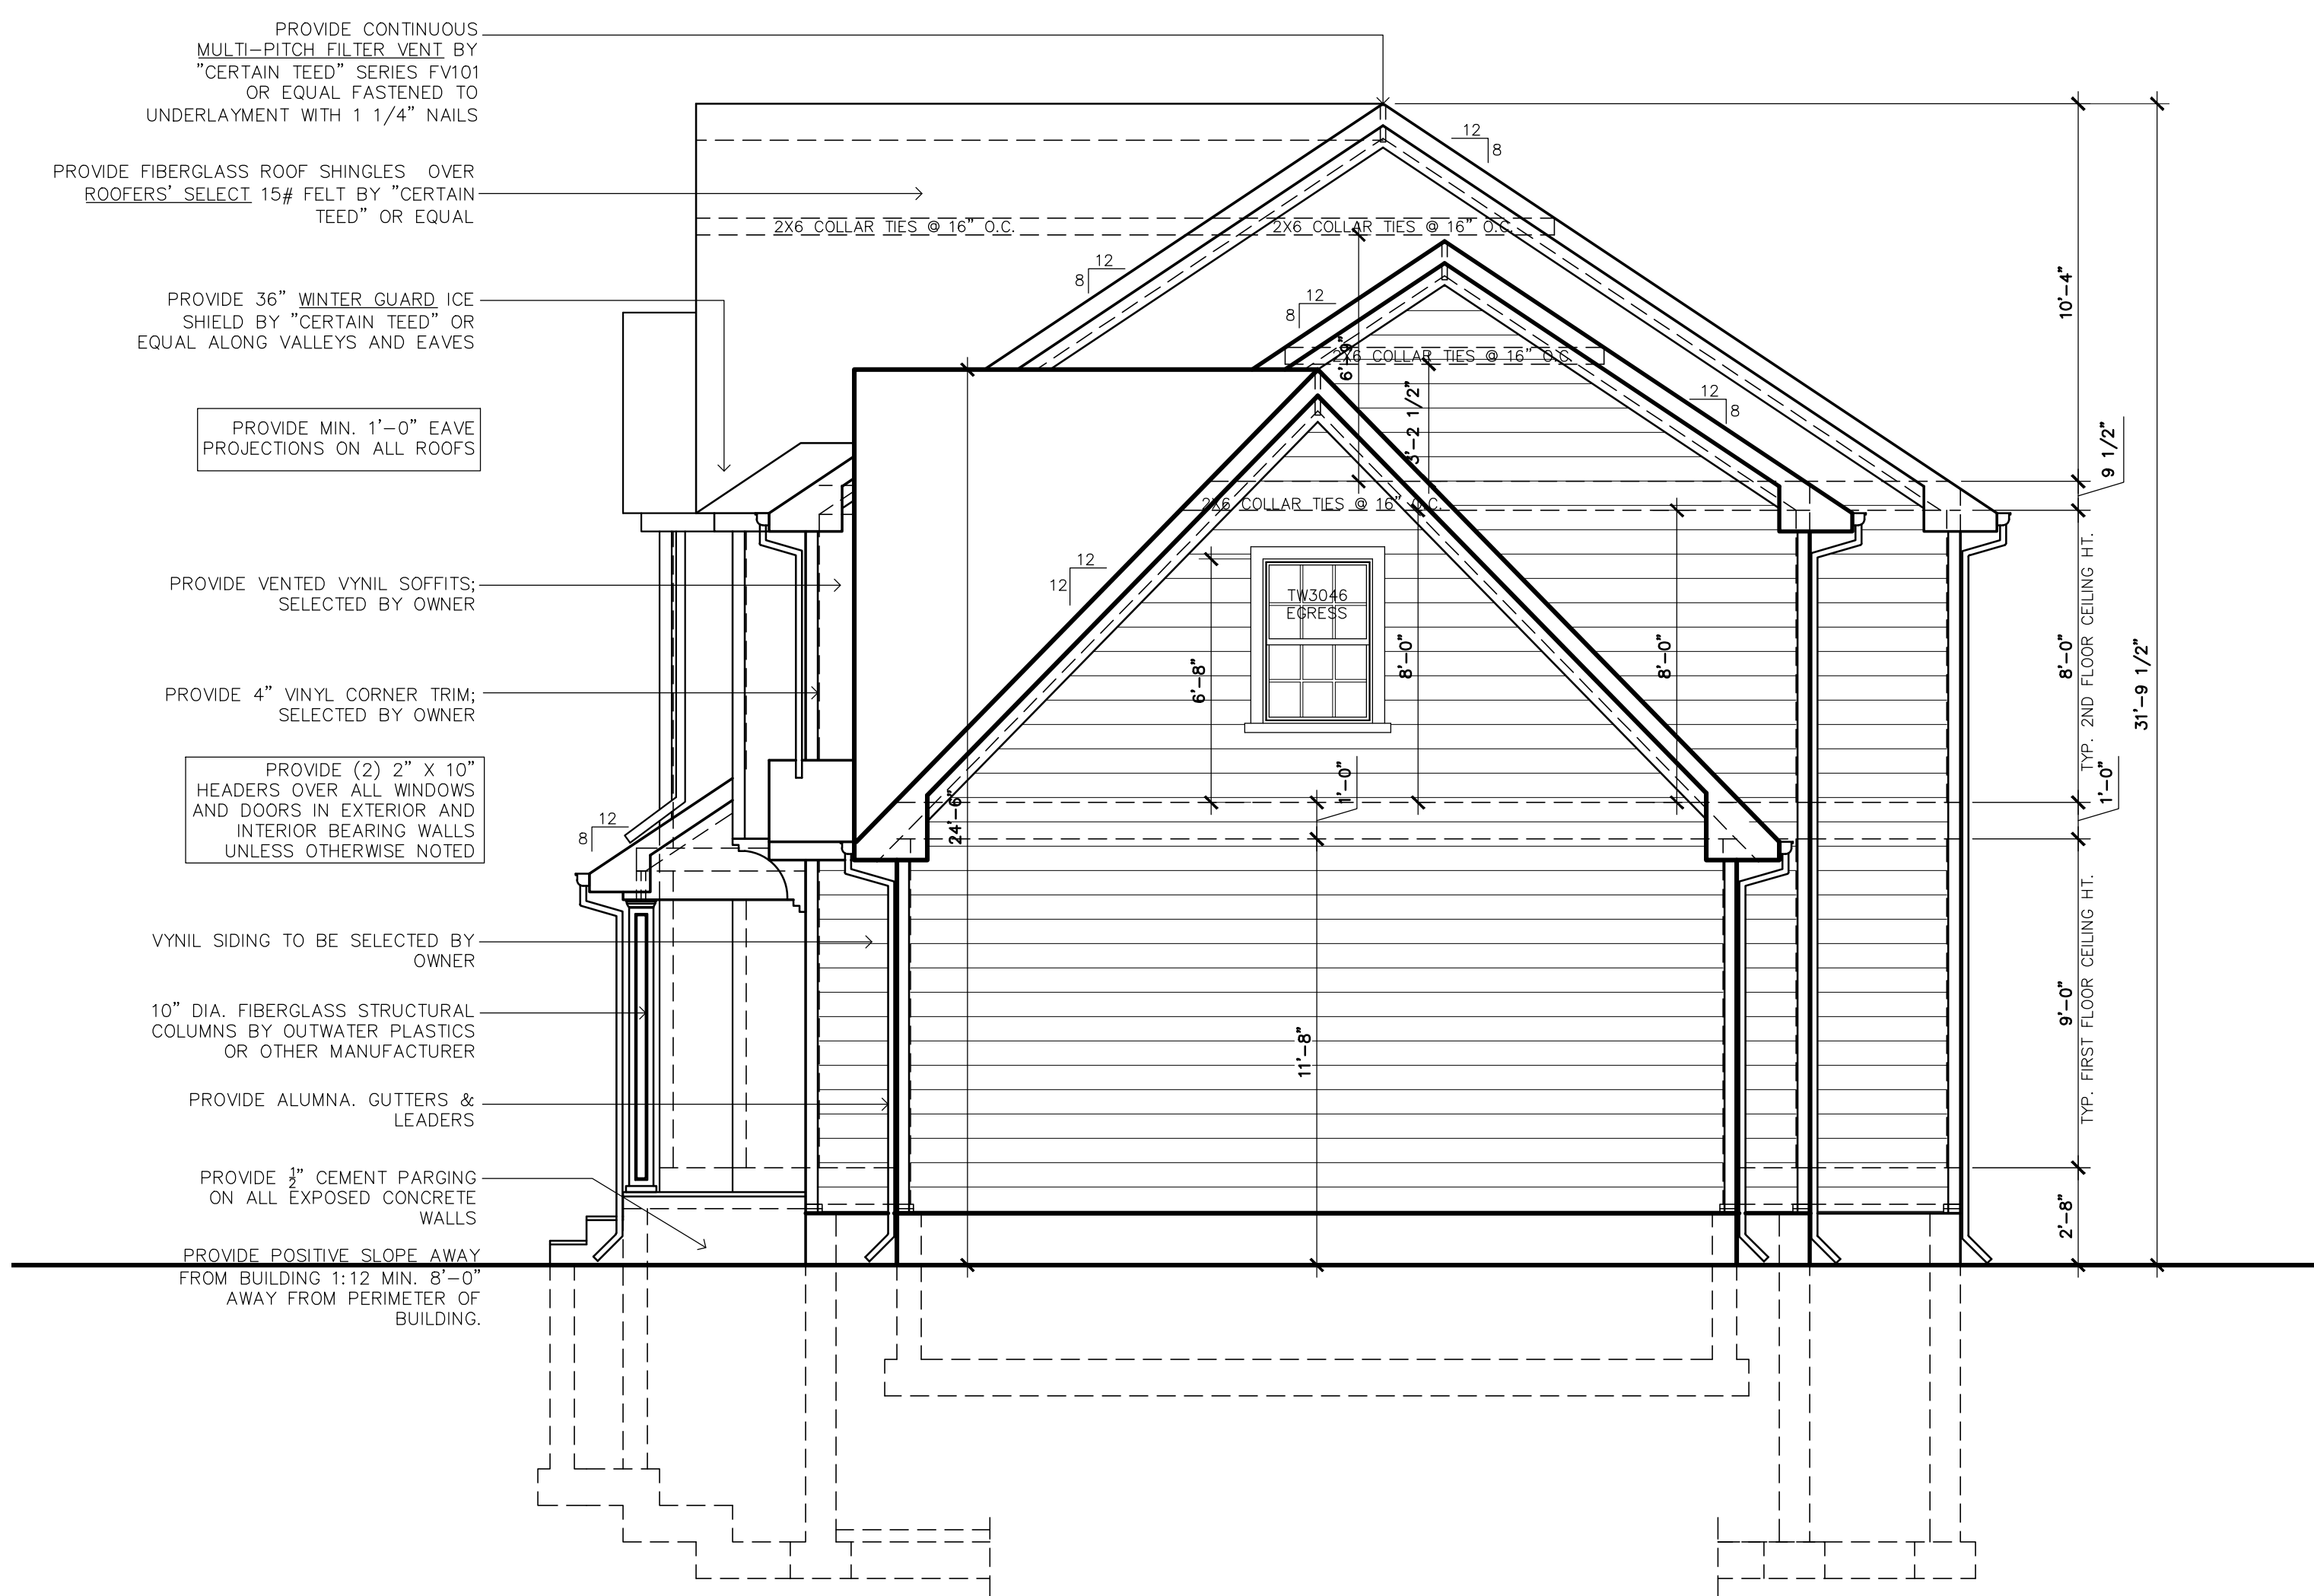 PROVIDE CONTINUOUS
MULTI-PITCH FILTER VENT BY
"CERTAIN TEED" SERIES FV101
OR EQUAL FASTENED TO
UNDERLAYMENT WITH 1 1/4" NAILS
PROVIDE FIBERGLASS ROOF SHINGLES OVER
ROOFERS' SELECT 15# FELT BY "CERTAIN
TEED" OR EQUAL
PROVIDE 36" WINTER GUARD ICE
SHIELD BY "CERTAIN TEED" OR
EQUAL ALONG VALLEYS AND EAVES
PROVIDE MIN. 1'-0" EAVE
PROJECTIONS ON ALL ROOFS
PROVIDE VENTED VYNIL SOFFITS;
SELECTED BY OWNER
PROVIDE 4" VINYL CORNER TRIM;
SELECTED BY OWNER
PROVIDE (2) 2" X 10"
HEADERS OVER ALL WINDOWS
AND DOORS IN EXTERIOR AND
INTERIOR BEARING WALLS
UNLESS OTHERWISE NOTED
VYNIL SIDING TO BE SELECTED BY
OWNER
10" DIA. FIBERGLASS STRUCTURAL
COLUMNS BY OUTWATER PLASTICS
OR OTHER MANUFACTURER
PROVIDE ALUMNA. GUTTERS &
LEADERS
PROVIDE ½" CEMENT PARGING
ON ALL EXPOSED CONCRETE
WALLS
PROVIDE POSITIVE SLOPE AWAY
FROM BUILDING 1:12 MIN. 8'-0"
AWAY FROM PERIMETER OF
BUILDING.
12
8
2X6 COLLAR TIES @ 16" O.C.
2X6 COLLAR TIES @ 16" O.C.
12
8
12
8
2X6 COLLAR TIES @ 16" O.C.
12
8
2X6 COLLAR TIES @ 16" O.C.
12
12
12
8
TW3046
EGRESS
6'-9"
3'-2 1/2"
6'-8"
8'-0"
8'-0"
1'-0"
24'-6"
11'-8"
10'-4"
9 1/2"
8'-0"
TYP. 2ND FLOOR CEILING HT.
1'-0"
31'-9 1/2"
9'-0"
TYP. FIRST FLOOR CEILING HT.
2'-8"